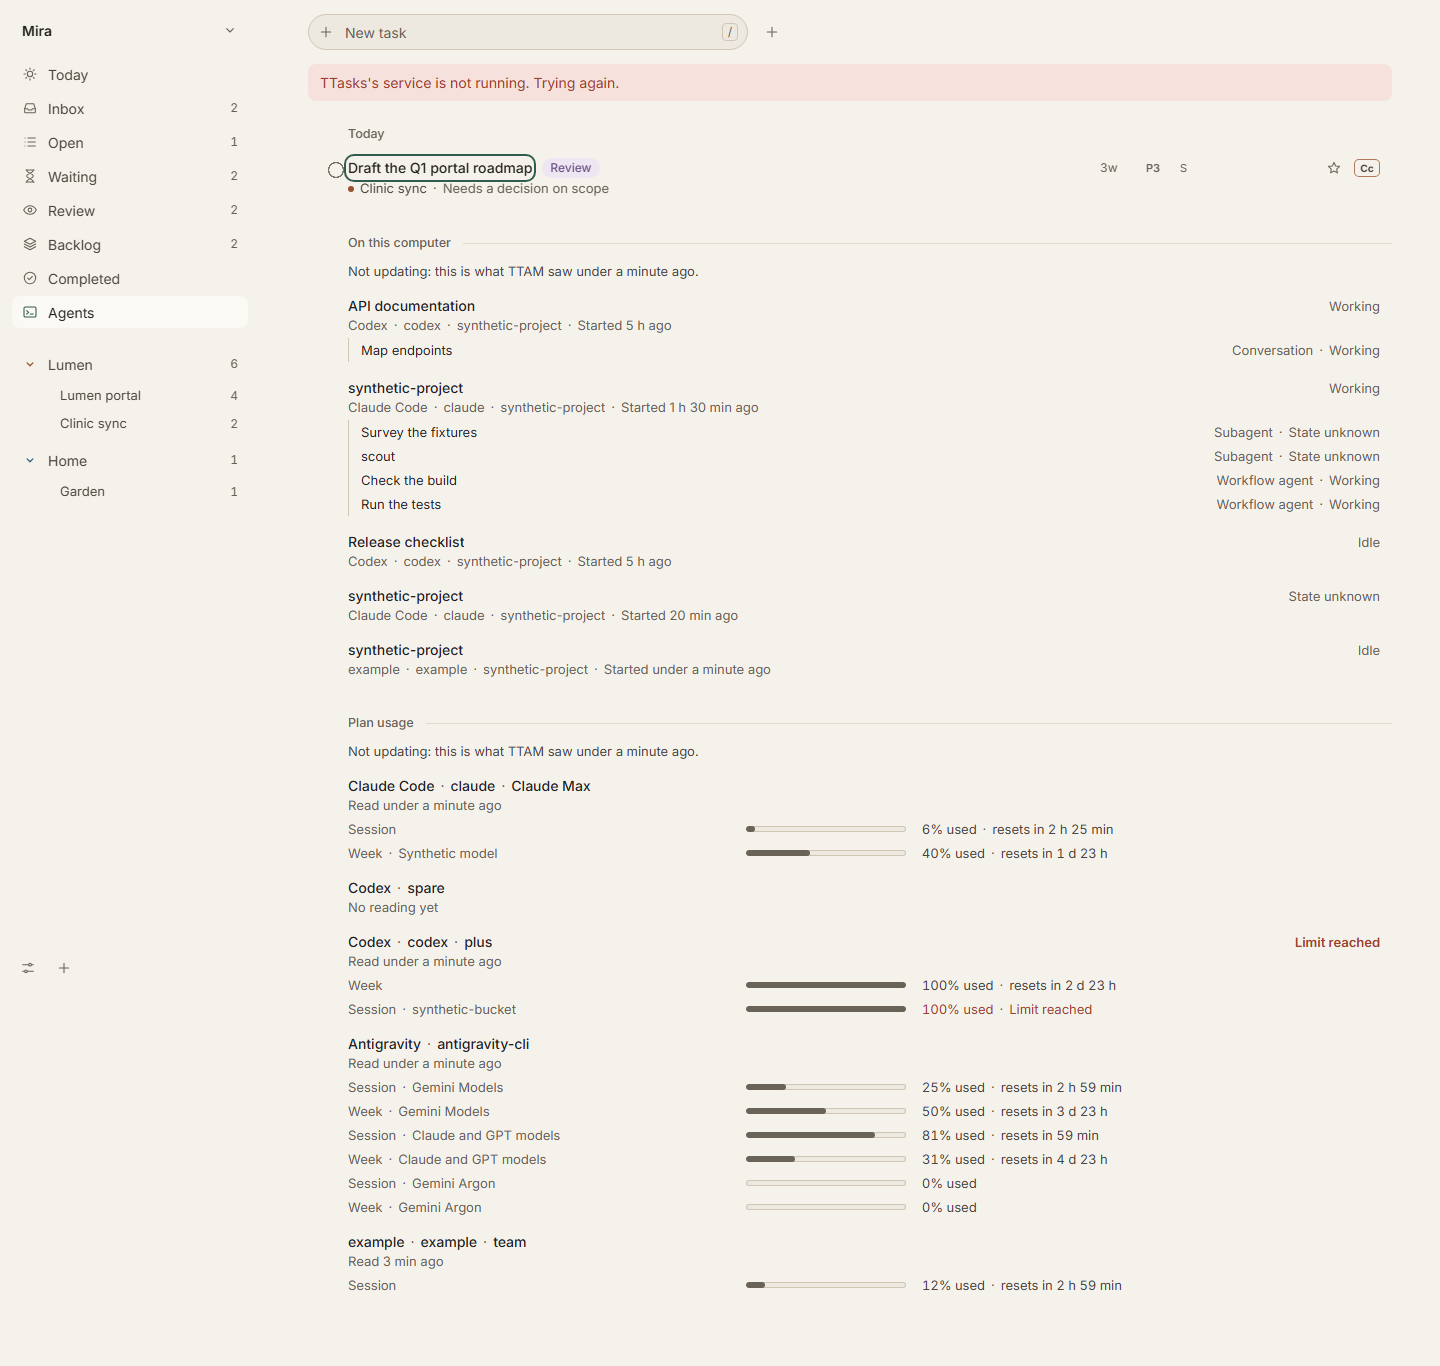 Mira
Today
Inbox 2
Open 1
Waiting 2
Review 2
Backlog 2
Completed
Agents
Lumen 6
Lumen portal 4
Clinic sync 2
Home 1
Garden 1
New task /
TTasks's service is not running. Trying again.
Today
Draft the Q1 portal roadmap Review 3w P3 S Cc
Clinic sync · Needs a decision on scope
On this computer
Not updating: this is what TTAM saw under a minute ago.
API documentation Working
Codex · codex · synthetic-project · Started 5 h ago
Map endpoints Conversation · Working
synthetic-project Working
Claude Code · claude · synthetic-project · Started 1 h 30 min ago
Survey the fixtures Subagent · State unknown
scout Subagent · State unknown
Check the build Workflow agent · Working
Run the tests Workflow agent · Working
Release checklist Idle
Codex · codex · synthetic-project · Started 5 h ago
synthetic-project State unknown
Claude Code · claude · synthetic-project · Started 20 min ago
synthetic-project Idle
example · example · synthetic-project · Started under a minute ago
Plan usage
Not updating: this is what TTAM saw under a minute ago.
Claude Code · claude · Claude Max
Read under a minute ago
Session 6% used · resets in 2 h 25 min
Week · Synthetic model 40% used · resets in 1 d 23 h
Codex · spare
No reading yet
Codex · codex · plus Limit reached
Read under a minute ago
Week 100% used · resets in 2 d 23 h
Session · synthetic-bucket 100% used · Limit reached
Antigravity · antigravity-cli
Read under a minute ago
Session · Gemini Models 25% used · resets in 2 h 59 min
Week · Gemini Models 50% used · resets in 3 d 23 h
Session · Claude and GPT models 81% used · resets in 59 min
Week · Claude and GPT models 31% used · resets in 4 d 23 h
Session · Gemini Argon 0% used
Week · Gemini Argon 0% used
example · example · team
Read 3 min ago
Session 12% used · resets in 2 h 59 min